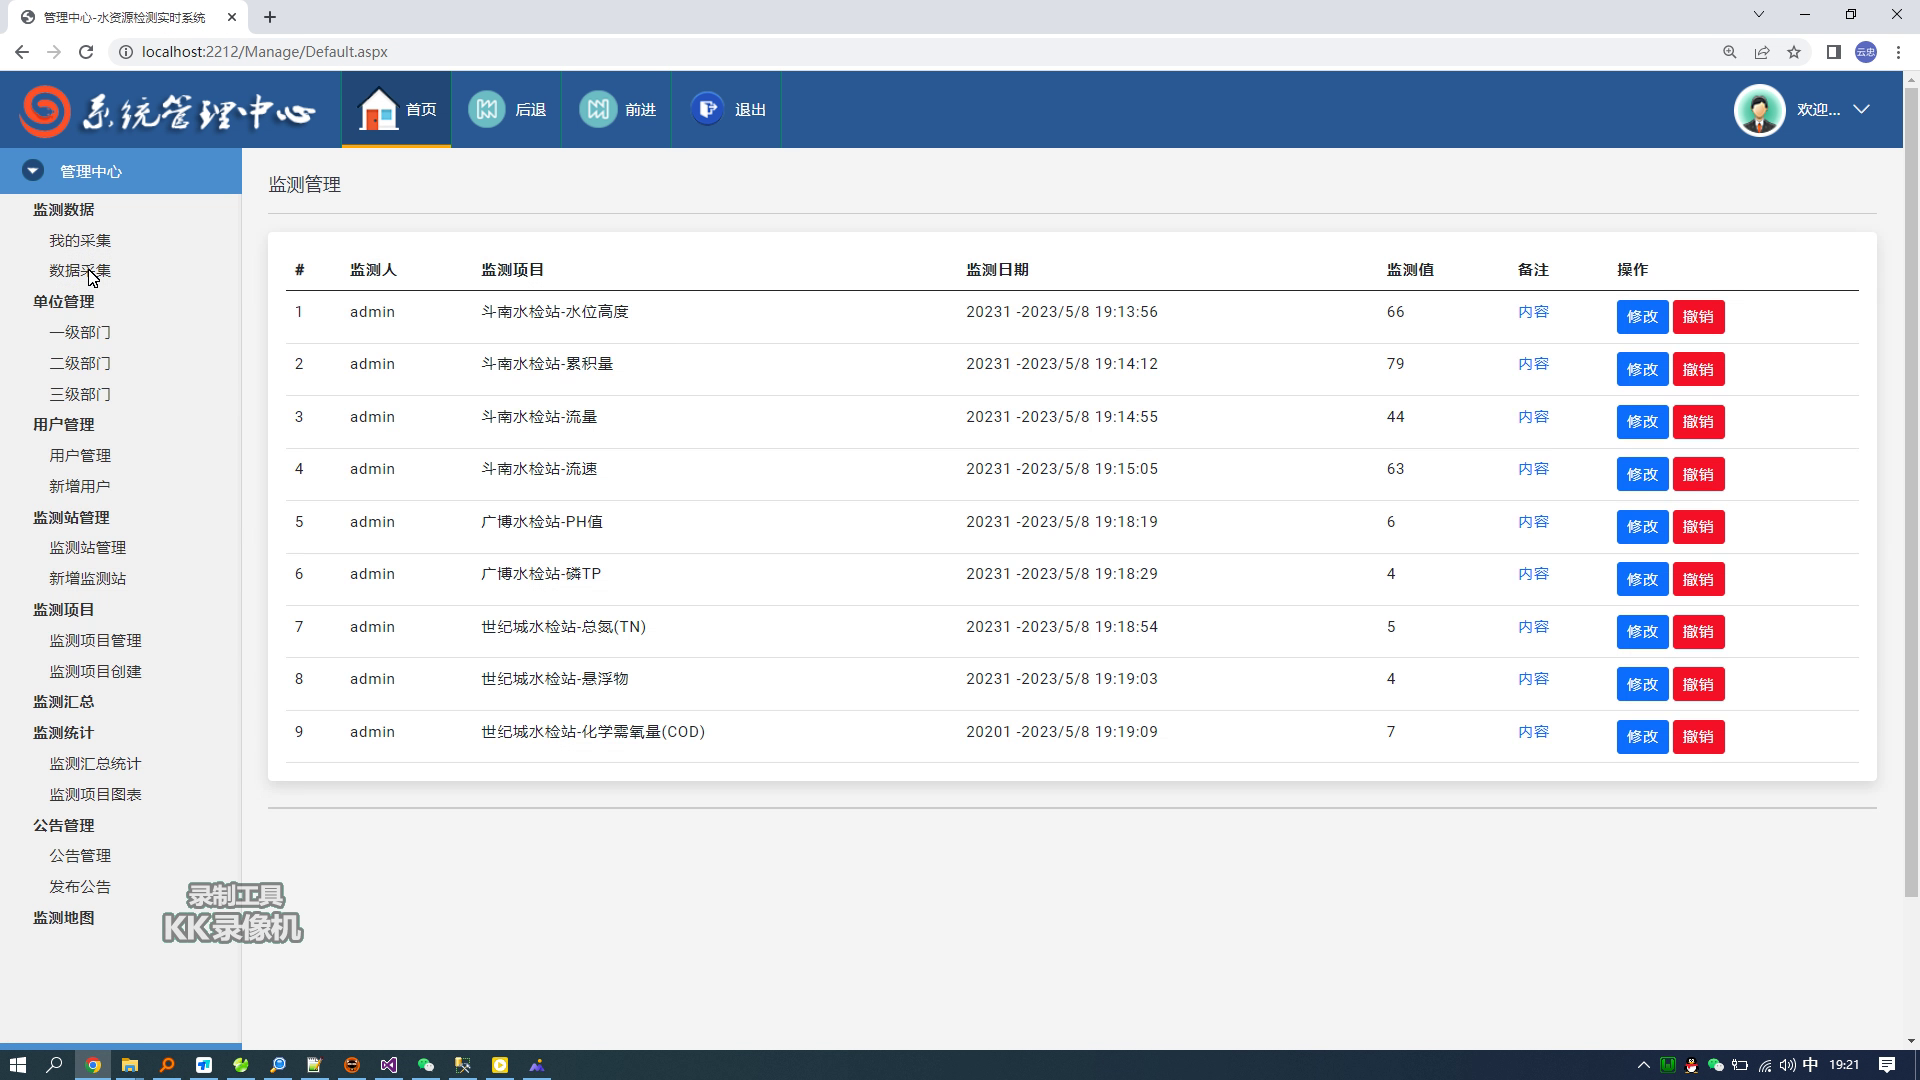 管理中心-水资源检测实时系统
localhost:2212/Manage/Default.aspx
云忠
系统管理中心
首页
后退
前进
退出
欢迎...
管理中心
监测数据
我的采集
数据采集
单位管理
一级部门
二级部门
三级部门
用户管理
用户管理
新增用户
监测站管理
监测站管理
新增监测站
监测项目
监测项目管理
监测项目创建
监测汇总
监测统计
监测汇总统计
监测项目图表
公告管理
公告管理
发布公告
监测地图
监测管理
# 监测人 监测项目 监测日期 监测值 备注 操作
1 admin 斗南水检站-水位高度 20231 -2023/5/8 19:13:56 66 内容 修改 撤销
2 admin 斗南水检站-累积量 20231 -2023/5/8 19:14:12 79 内容 修改 撤销
3 admin 斗南水检站-流量 20231 -2023/5/8 19:14:55 44 内容 修改 撤销
4 admin 斗南水检站-流速 20231 -2023/5/8 19:15:05 63 内容 修改 撤销
5 admin 广博水检站-PH值 20231 -2023/5/8 19:18:19 6 内容 修改 撤销
6 admin 广博水检站-磷TP 20231 -2023/5/8 19:18:29 4 内容 修改 撤销
7 admin 世纪城水检站-总氮(TN) 20231 -2023/5/8 19:18:54 5 内容 修改 撤销
8 admin 世纪城水检站-悬浮物 20231 -2023/5/8 19:19:03 4 内容 修改 撤销
9 admin 世纪城水检站-化学需氧量(COD) 20201 -2023/5/8 19:19:09 7 内容 修改 撤销
录制工具
KK录像机
中
19:21